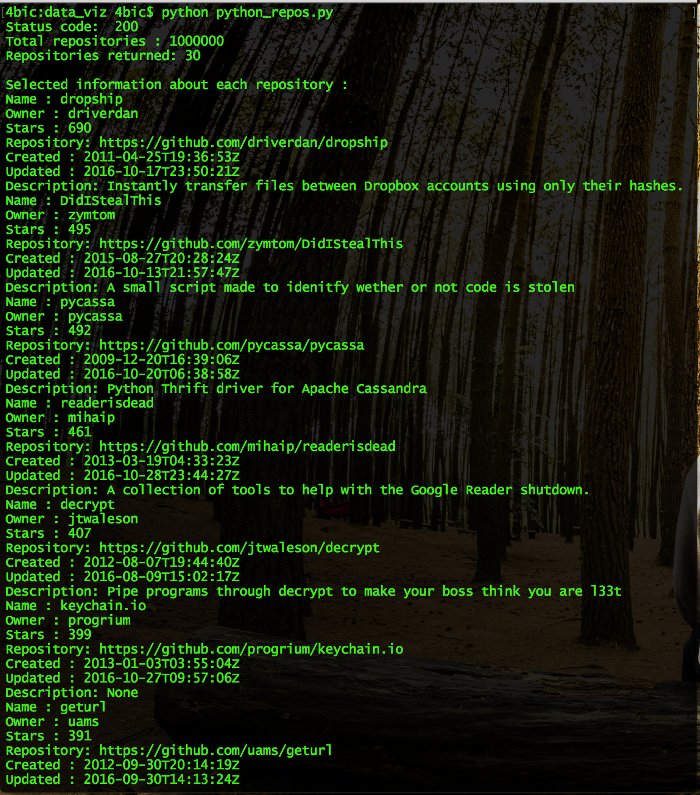 4bic:data_viz 4bic$ python python_repos.py
Status code:  200
Total repositories : 1000000
Repositories returned: 30
Selected information about each repository :
Name : dropship
Owner : driverdan
Stars : 690
Repository: https://github.com/driverdan/dropship
Created : 2011-04-25T19:36:53Z
Updated : 2016-10-17T23:50:21Z
Description: Instantly transfer files between Dropbox accounts using only their hashes.
Name : DidIStealThis
Owner : zymtom
Stars : 495
Repository: https://github.com/zymtom/DidIStealThis
Created : 2015-08-27T20:28:24Z
Updated : 2016-10-13T21:57:47Z
Description: A small script made to idenitfy wether or not code is stolen
Name : pycassa
Owner : pycassa
Stars : 492
Repository: https://github.com/pycassa/pycassa
Created : 2009-12-20T16:39:06Z
Updated : 2016-10-20T06:38:58Z
Description: Python Thrift driver for Apache Cassandra
Name : readerisdead
Owner : mihaip
Stars : 461
Repository: https://github.com/mihaip/readerisdead
Created : 2013-03-19T04:33:23Z
Updated : 2016-10-28T23:44:27Z
Description: A collection of tools to help with the Google Reader shutdown.
Name : decrypt
Owner : jtwaleson
Stars : 407
Repository: https://github.com/jtwaleson/decrypt
Created : 2012-08-07T19:44:40Z
Updated : 2016-08-09T15:02:17Z
Description: Pipe programs through decrypt to make your boss think you are l33t
Name : keychain.io
Owner : progrium
Stars : 399
Repository: https://github.com/progrium/keychain.io
Created : 2013-01-03T03:55:04Z
Updated : 2016-10-27T09:57:06Z
Description: None
Name : geturl
Owner : uams
Stars : 391
Repository: https://github.com/uams/geturl
Created : 2012-09-30T20:14:19Z
Updated : 2016-09-30T14:13:24Z